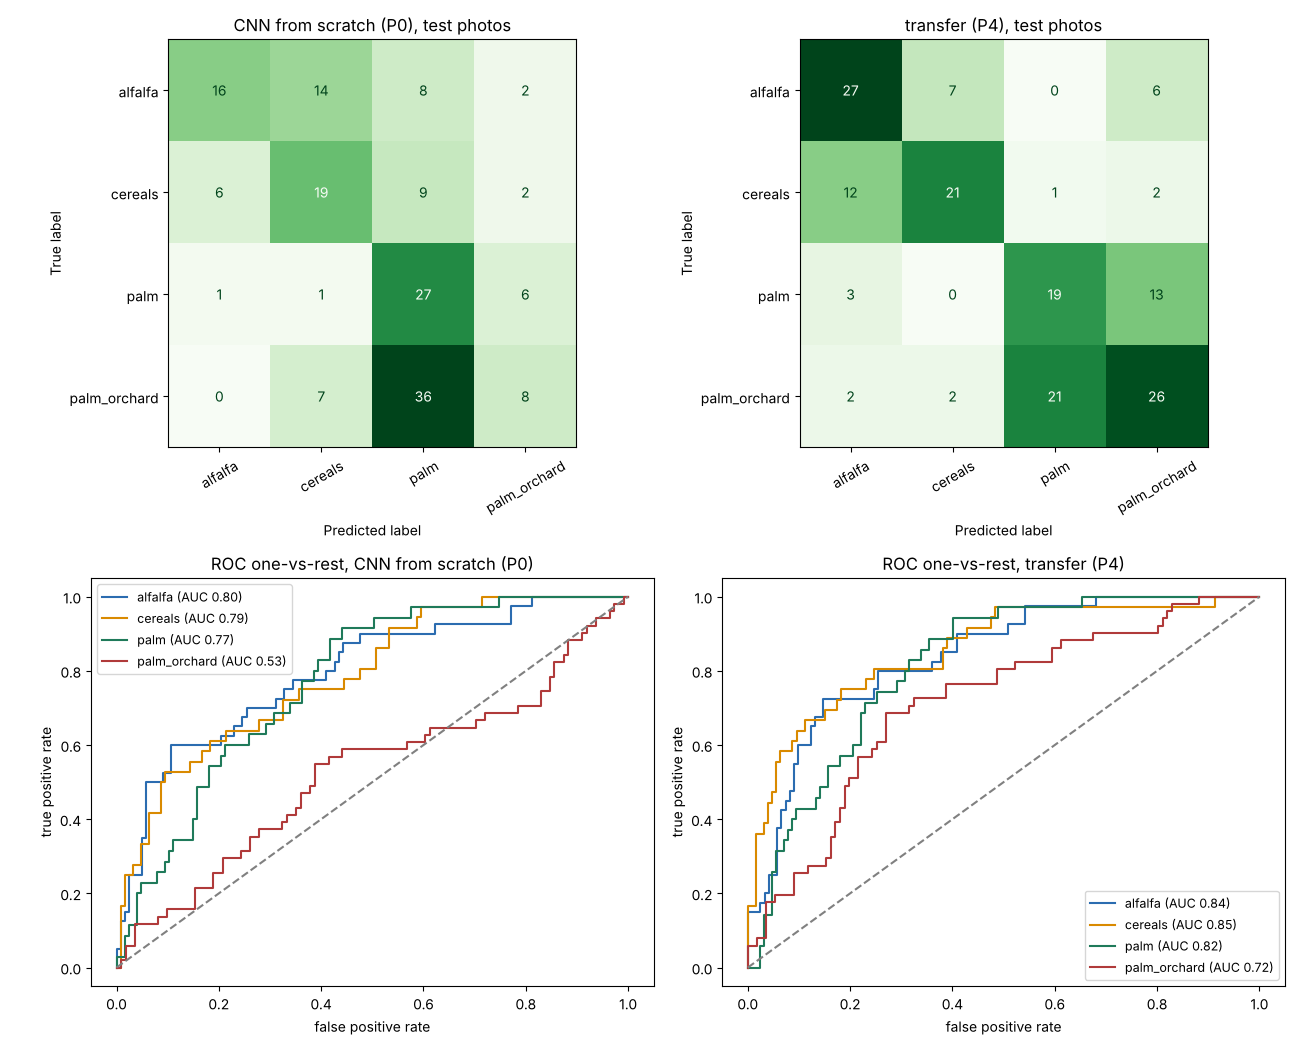 CNN from scratch (P0), test photos
alfalfa
16 14 8 2
cereals
6 19 9 2
palm
1 1 27 6
palm_orchard
0 7 36 8
True label
alfalfa
cereals
palm
palm_orchard
Predicted label
transfer (P4), test photos
alfalfa
27 7 0 6
cereals
12 21 1 2
palm
3 0 19 13
palm_orchard
2 2 21 26
True label
alfalfa
cereals
palm
palm_orchard
Predicted label
ROC one-vs-rest, CNN from scratch (P0)
alfalfa (AUC 0.80)
cereals (AUC 0.79)
palm (AUC 0.77)
palm_orchard (AUC 0.53)
1.0
0.8
0.6
0.4
0.2
0.0
true positive rate
0.0 0.2 0.4 0.6 0.8 1.0
false positive rate
ROC one-vs-rest, transfer (P4)
1.0
0.8
0.6
0.4
0.2
0.0
true positive rate
alfalfa (AUC 0.84)
cereals (AUC 0.85)
palm (AUC 0.82)
palm_orchard (AUC 0.72)
0.0 0.2 0.4 0.6 0.8 1.0
false positive rate